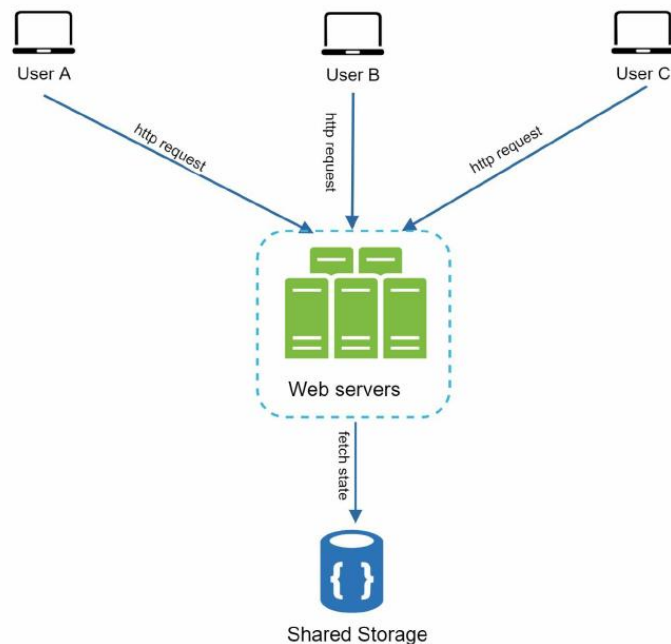 User A
User B
User C
http request
http request
http request
Web servers
fetch state
{ }
Shared Storage